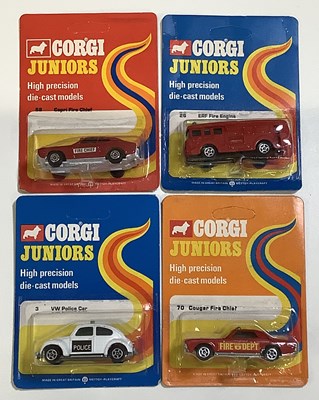 CORGI
JUNIORS
High precision
die-cast models
Capri Fire Chief
FIRE CHIEF
CORGI
JUNIORS
High precision
die-cast models
26 ERF Fire Engine
CORGI
JUNIORS
High precision
die-cast models
3 VW Police Car
POLICE
CORGI
JUNIORS
High precision
die-cast models
70 Cougar Fire Chief
FIRE DEPT.